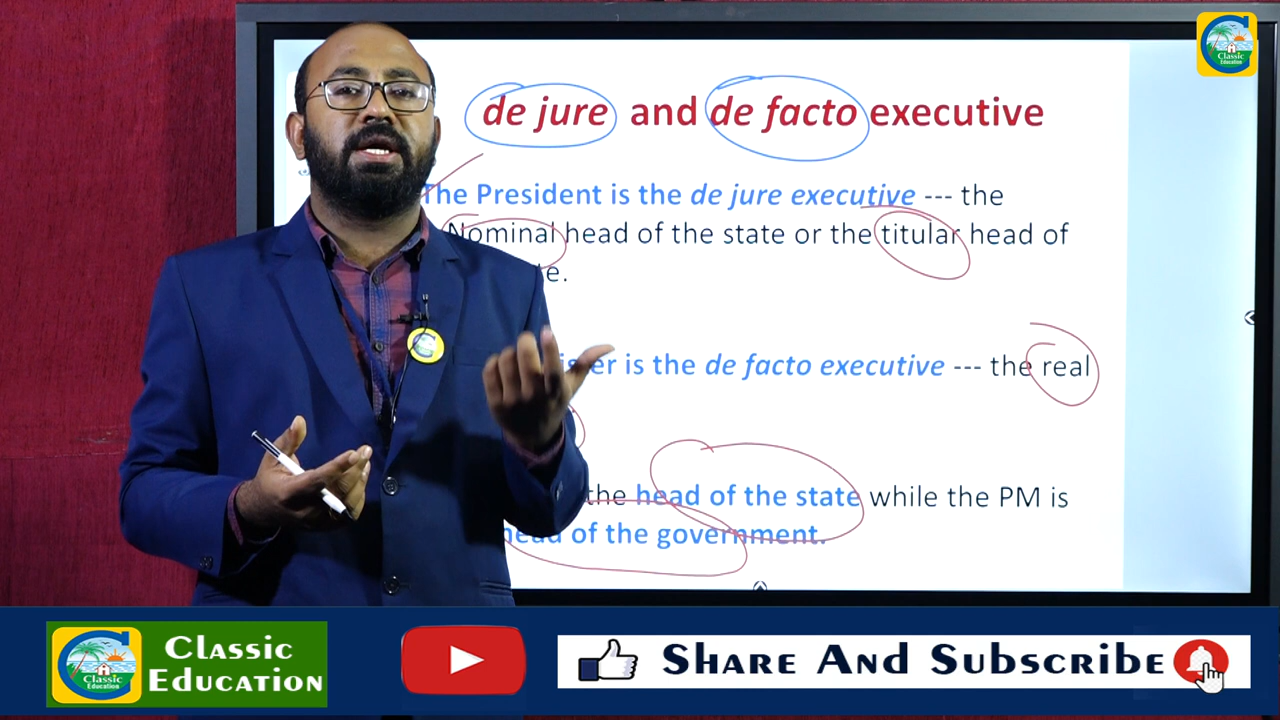 Classic
Education
de jure and de facto executive
The President is the de jure executive --- the
Nominal head of the state or the titular head of
is the de facto executive --- the real
the head of the state while the PM is
head of the government.
Classic
Education
Classic
Education
Share And Subscribe